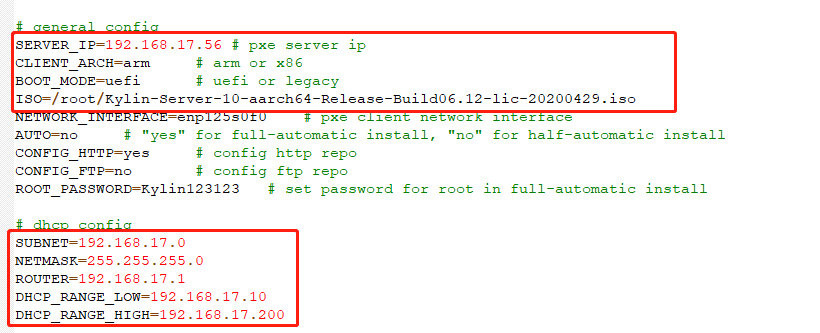 # general config
SERVER_IP=192.168.17.56 # pxe server ip
CLIENT_ARCH=arm # arm or x86
BOOT_MODE=uefi # uefi or legacy
ISO=/root/Kylin-Server-10-aarch64-Release-Build06.12-lic-20200429.iso
NETWORK_INTERFACE=enp125s0f0 # pxe client network interface
AUTO=no # "yes" for full-automatic install, "no" for half-automatic install
CONFIG_HTTP=yes # config http repo
CONFIG_FTP=no # config ftp repo
ROOT_PASSWORD=Kylin123123 # set password for root in full-automatic install
# dhcp config
SUBNET=192.168.17.0
NETMASK=255.255.255.0
ROUTER=192.168.17.1
DHCP_RANGE_LOW=192.168.17.10
DHCP_RANGE_HIGH=192.168.17.200